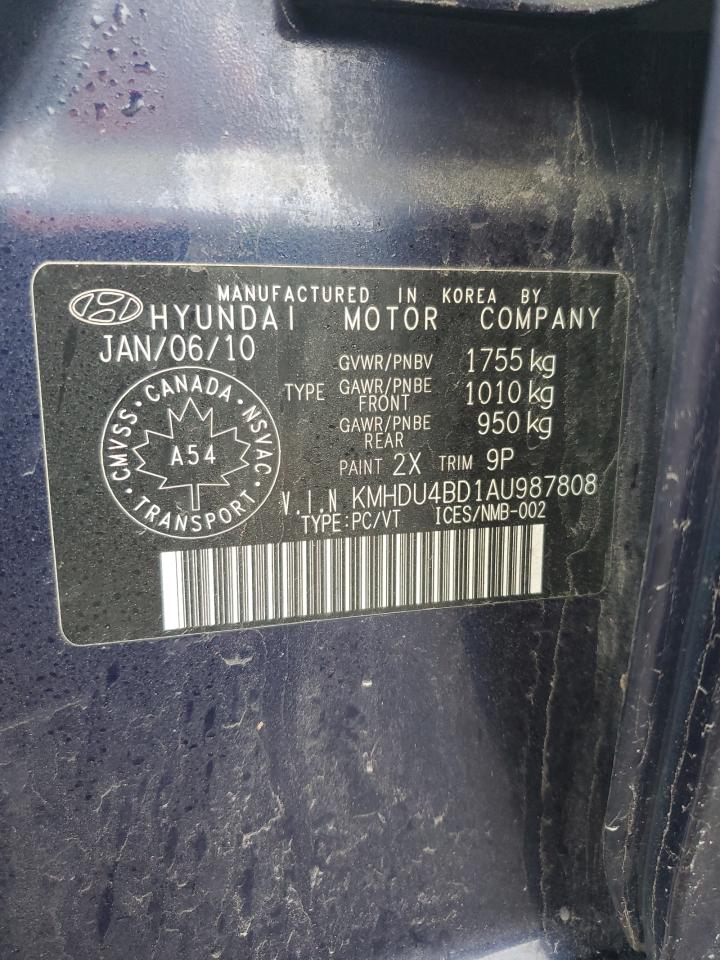 MANUFACTURED IN KOREA BY
HYUNDAI MOTOR COMPANY
JAN/06/10
GVWR/PNBV 1755 kg
TYPE GAWR/PNBE FRONT 1010 kg
GAWR/PNBE REAR 950 kg
PAINT 2X TRIM 9P
CMVSS · CANADA · NSVAC · TRANSPORT ·
A54
V.I.N KMHDU4BD1AU987808
TYPE:PC/VT ICES/NMB-002